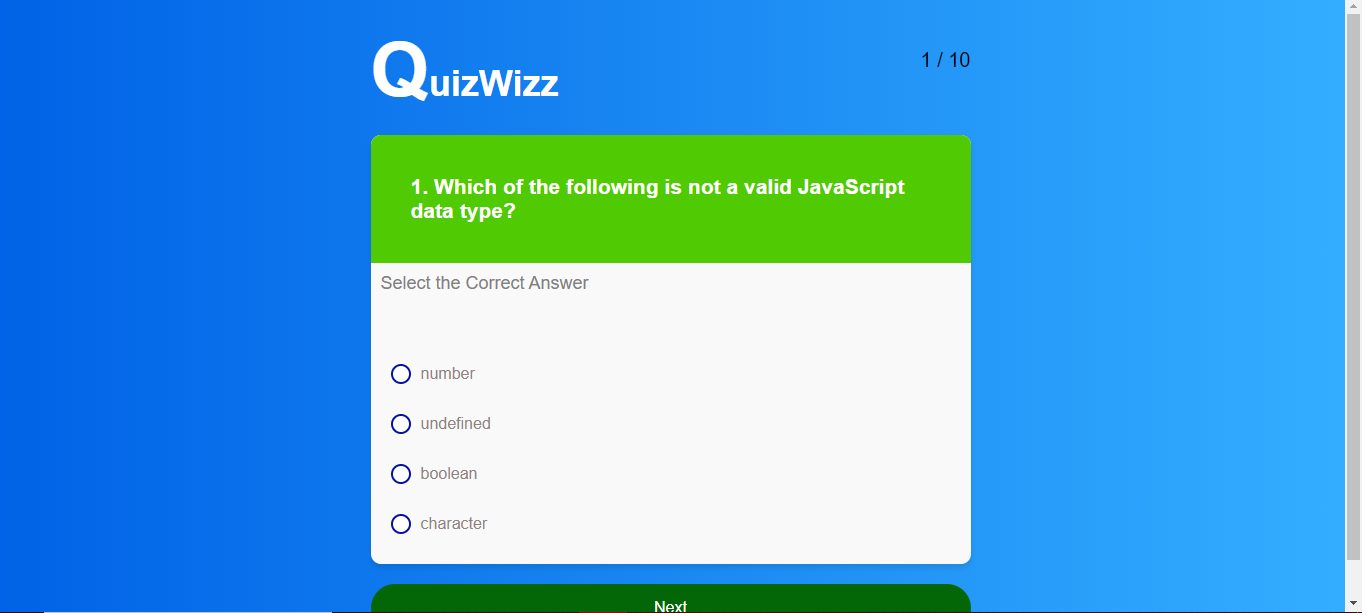 QuizWizz
1 / 10
1. Which of the following is not a valid JavaScript
data type?
Select the Correct Answer
number
undefined
boolean
character
Next